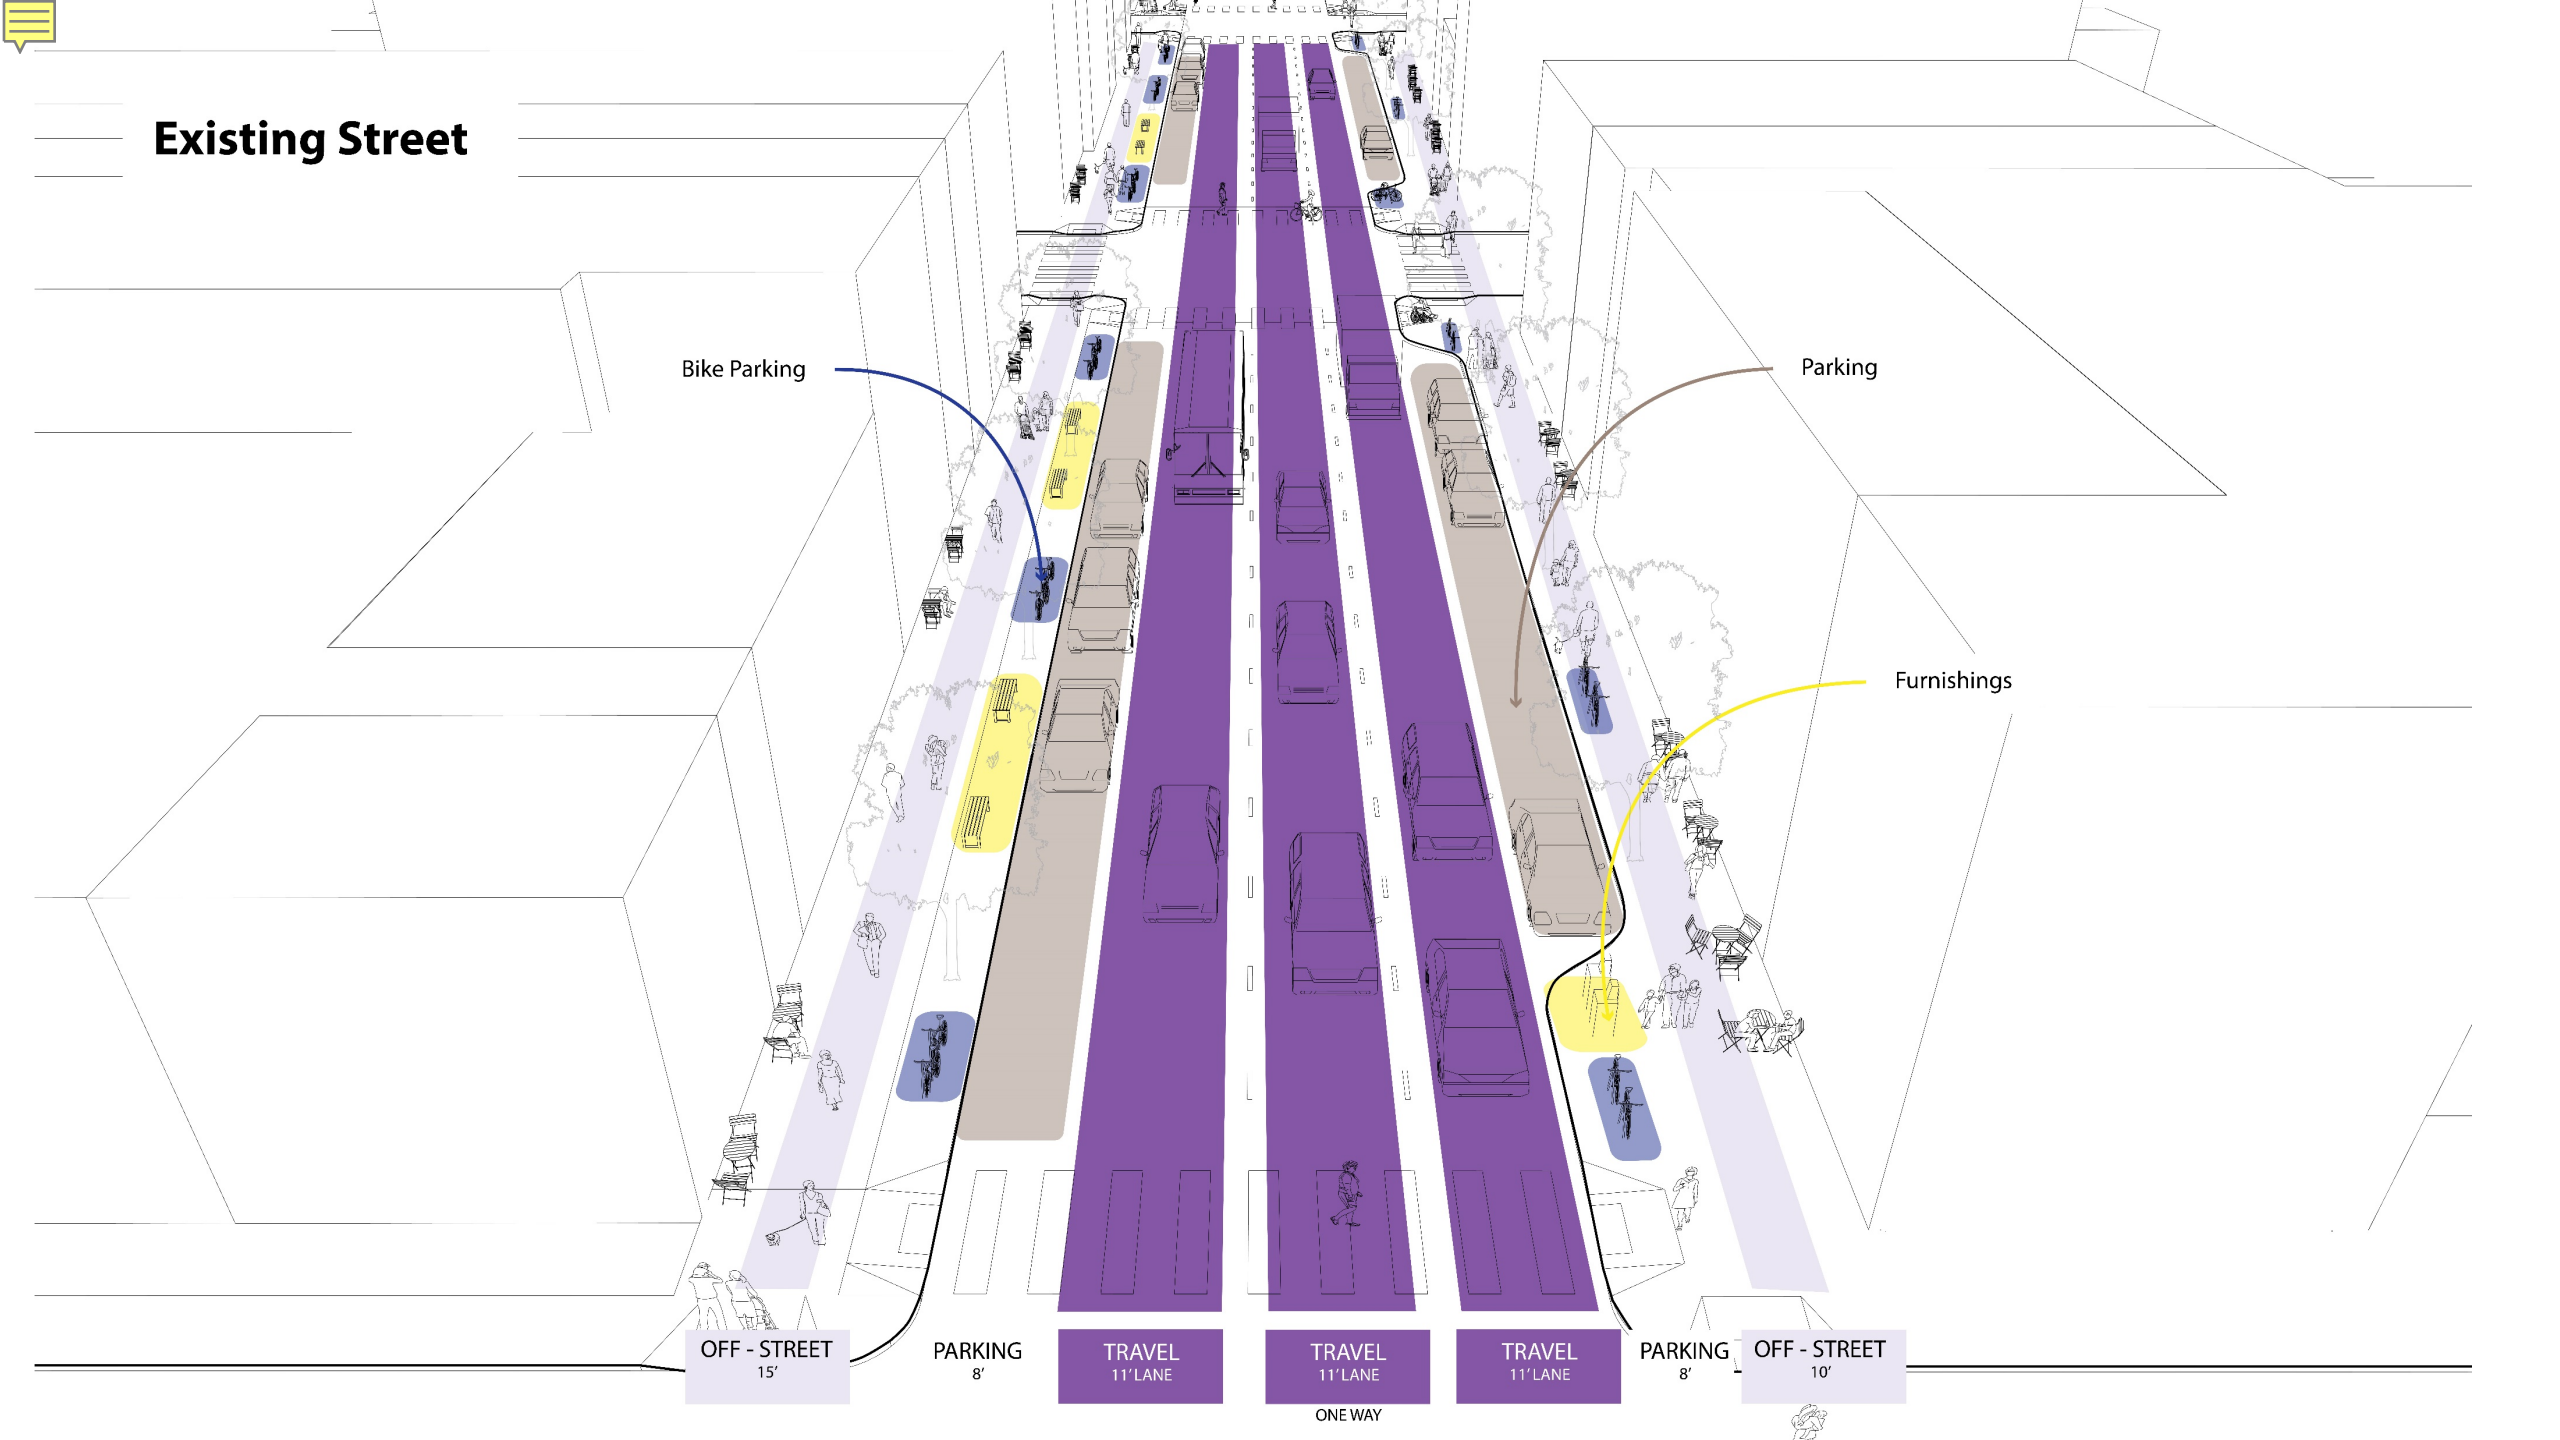 Existing Street
Bike Parking
Parking
Furnishings
OFF - STREET
15'
PARKING
8'
TRAVEL
11' LANE
TRAVEL
11' LANE
ONE WAY
TRAVEL
11' LANE
PARKING
8'
OFF - STREET
10'